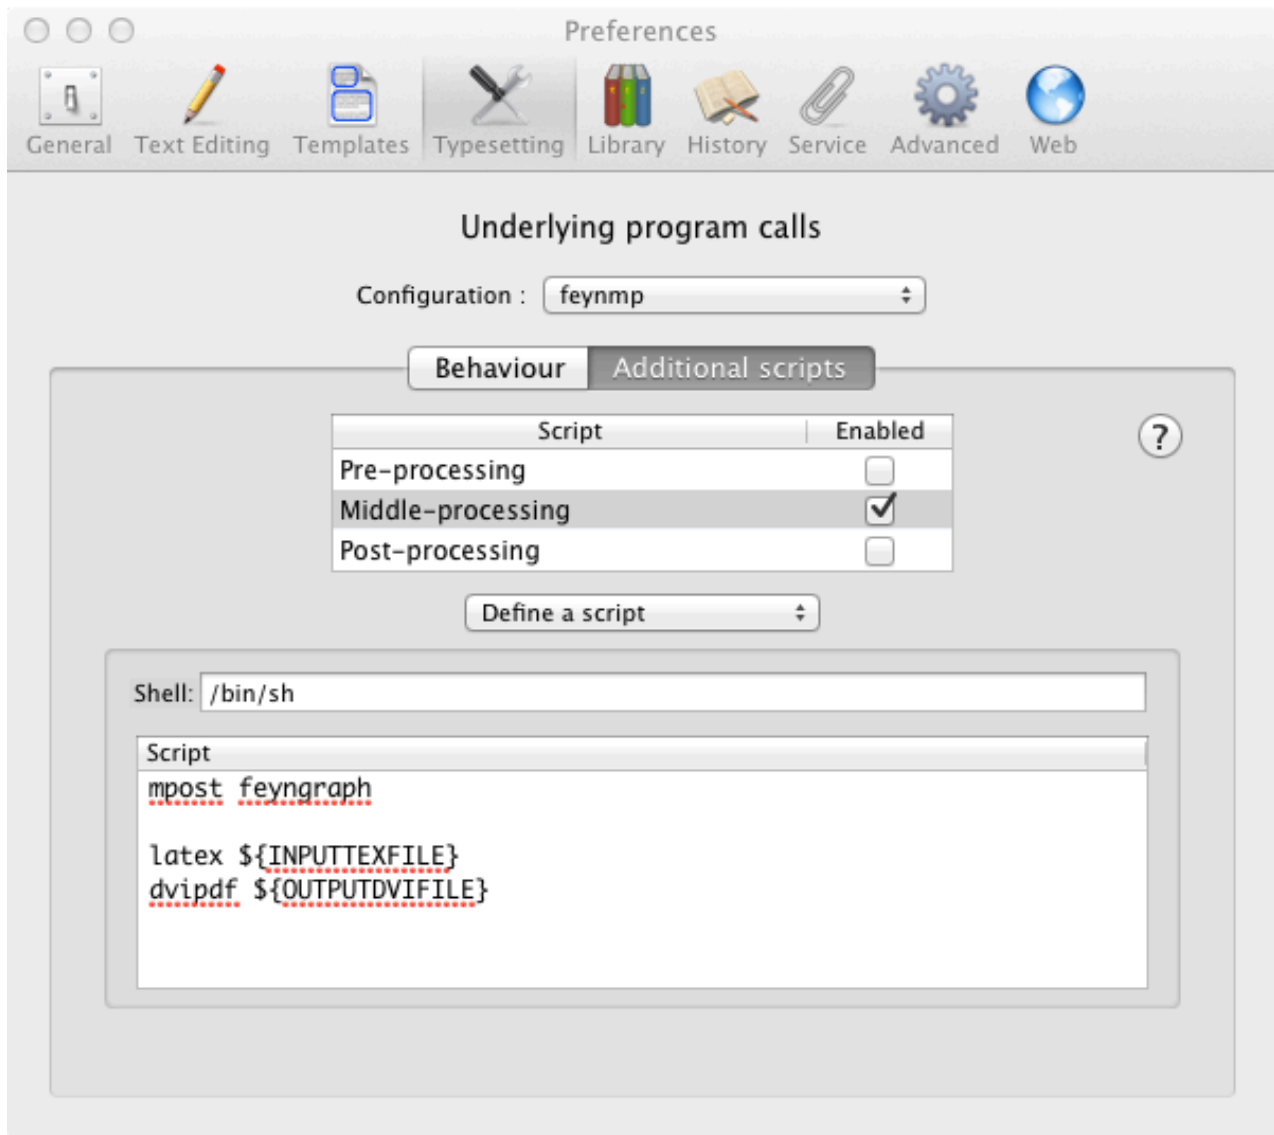 Preferences
General Text Editing Templates Typesetting Library History Service Advanced Web
Underlying program calls
Configuration : feynmp
Behaviour Additional scripts
Script Enabled
?
Pre-processing
Middle-processing
Post-processing
Define a script
Shell: /bin/sh
Script
mpost feyngraph
latex ${INPUTTEXFILE}
dvipdf ${OUTPUTDVIFILE}